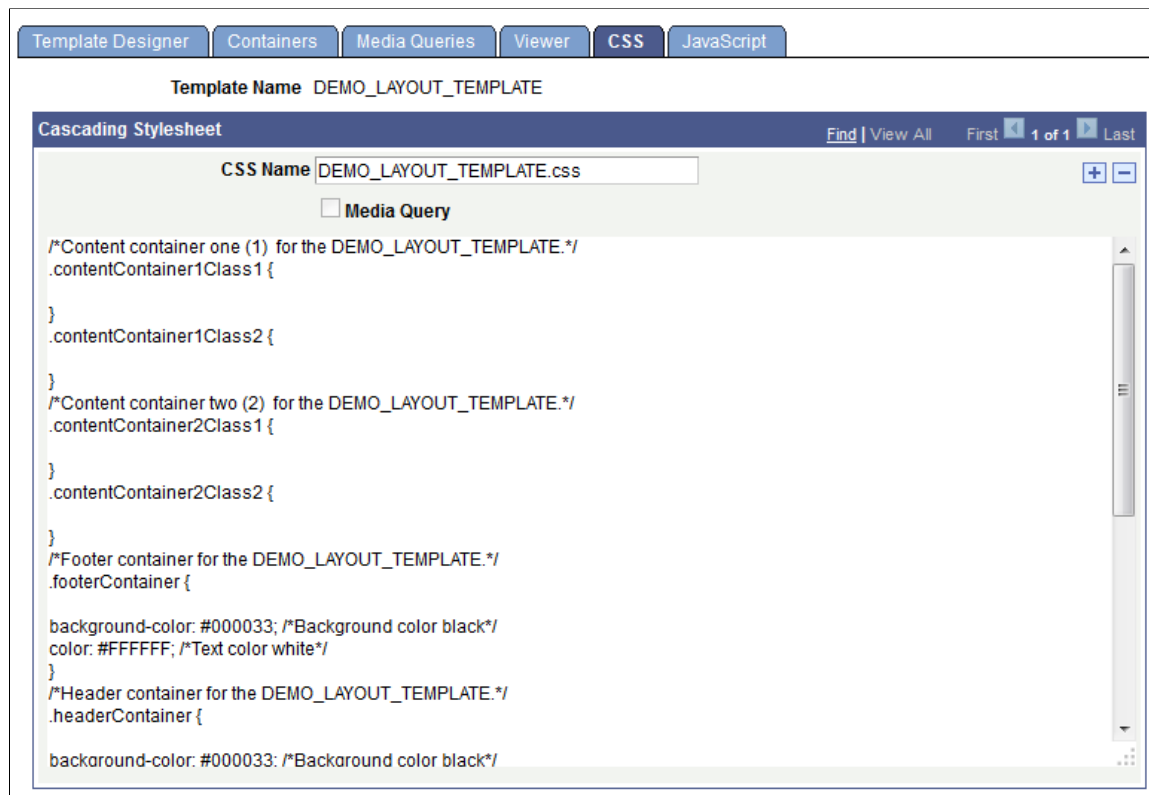 Template Designer Containers Media Queries Viewer CSS JavaScript
Template Name DEMO_LAYOUT_TEMPLATE
Cascading Stylesheet Find | View All First 1 of 1 Last
CSS Name DEMO_LAYOUT_TEMPLATE.css
Media Query
/*Content container one (1) for the DEMO_LAYOUT_TEMPLATE.*/
.contentContainer1Class1 {
}
.contentContainer1Class2 {
}
/*Content container two (2) for the DEMO_LAYOUT_TEMPLATE.*/
.contentContainer2Class1 {
}
.contentContainer2Class2 {
}
/*Footer container for the DEMO_LAYOUT_TEMPLATE.*/
.footerContainer {
background-color: #000033; /*Background color black*/
color: #FFFFFF; /*Text color white*/
}
/*Header container for the DEMO_LAYOUT_TEMPLATE.*/
.headerContainer {
background-color: #000033; /*Background color black*/